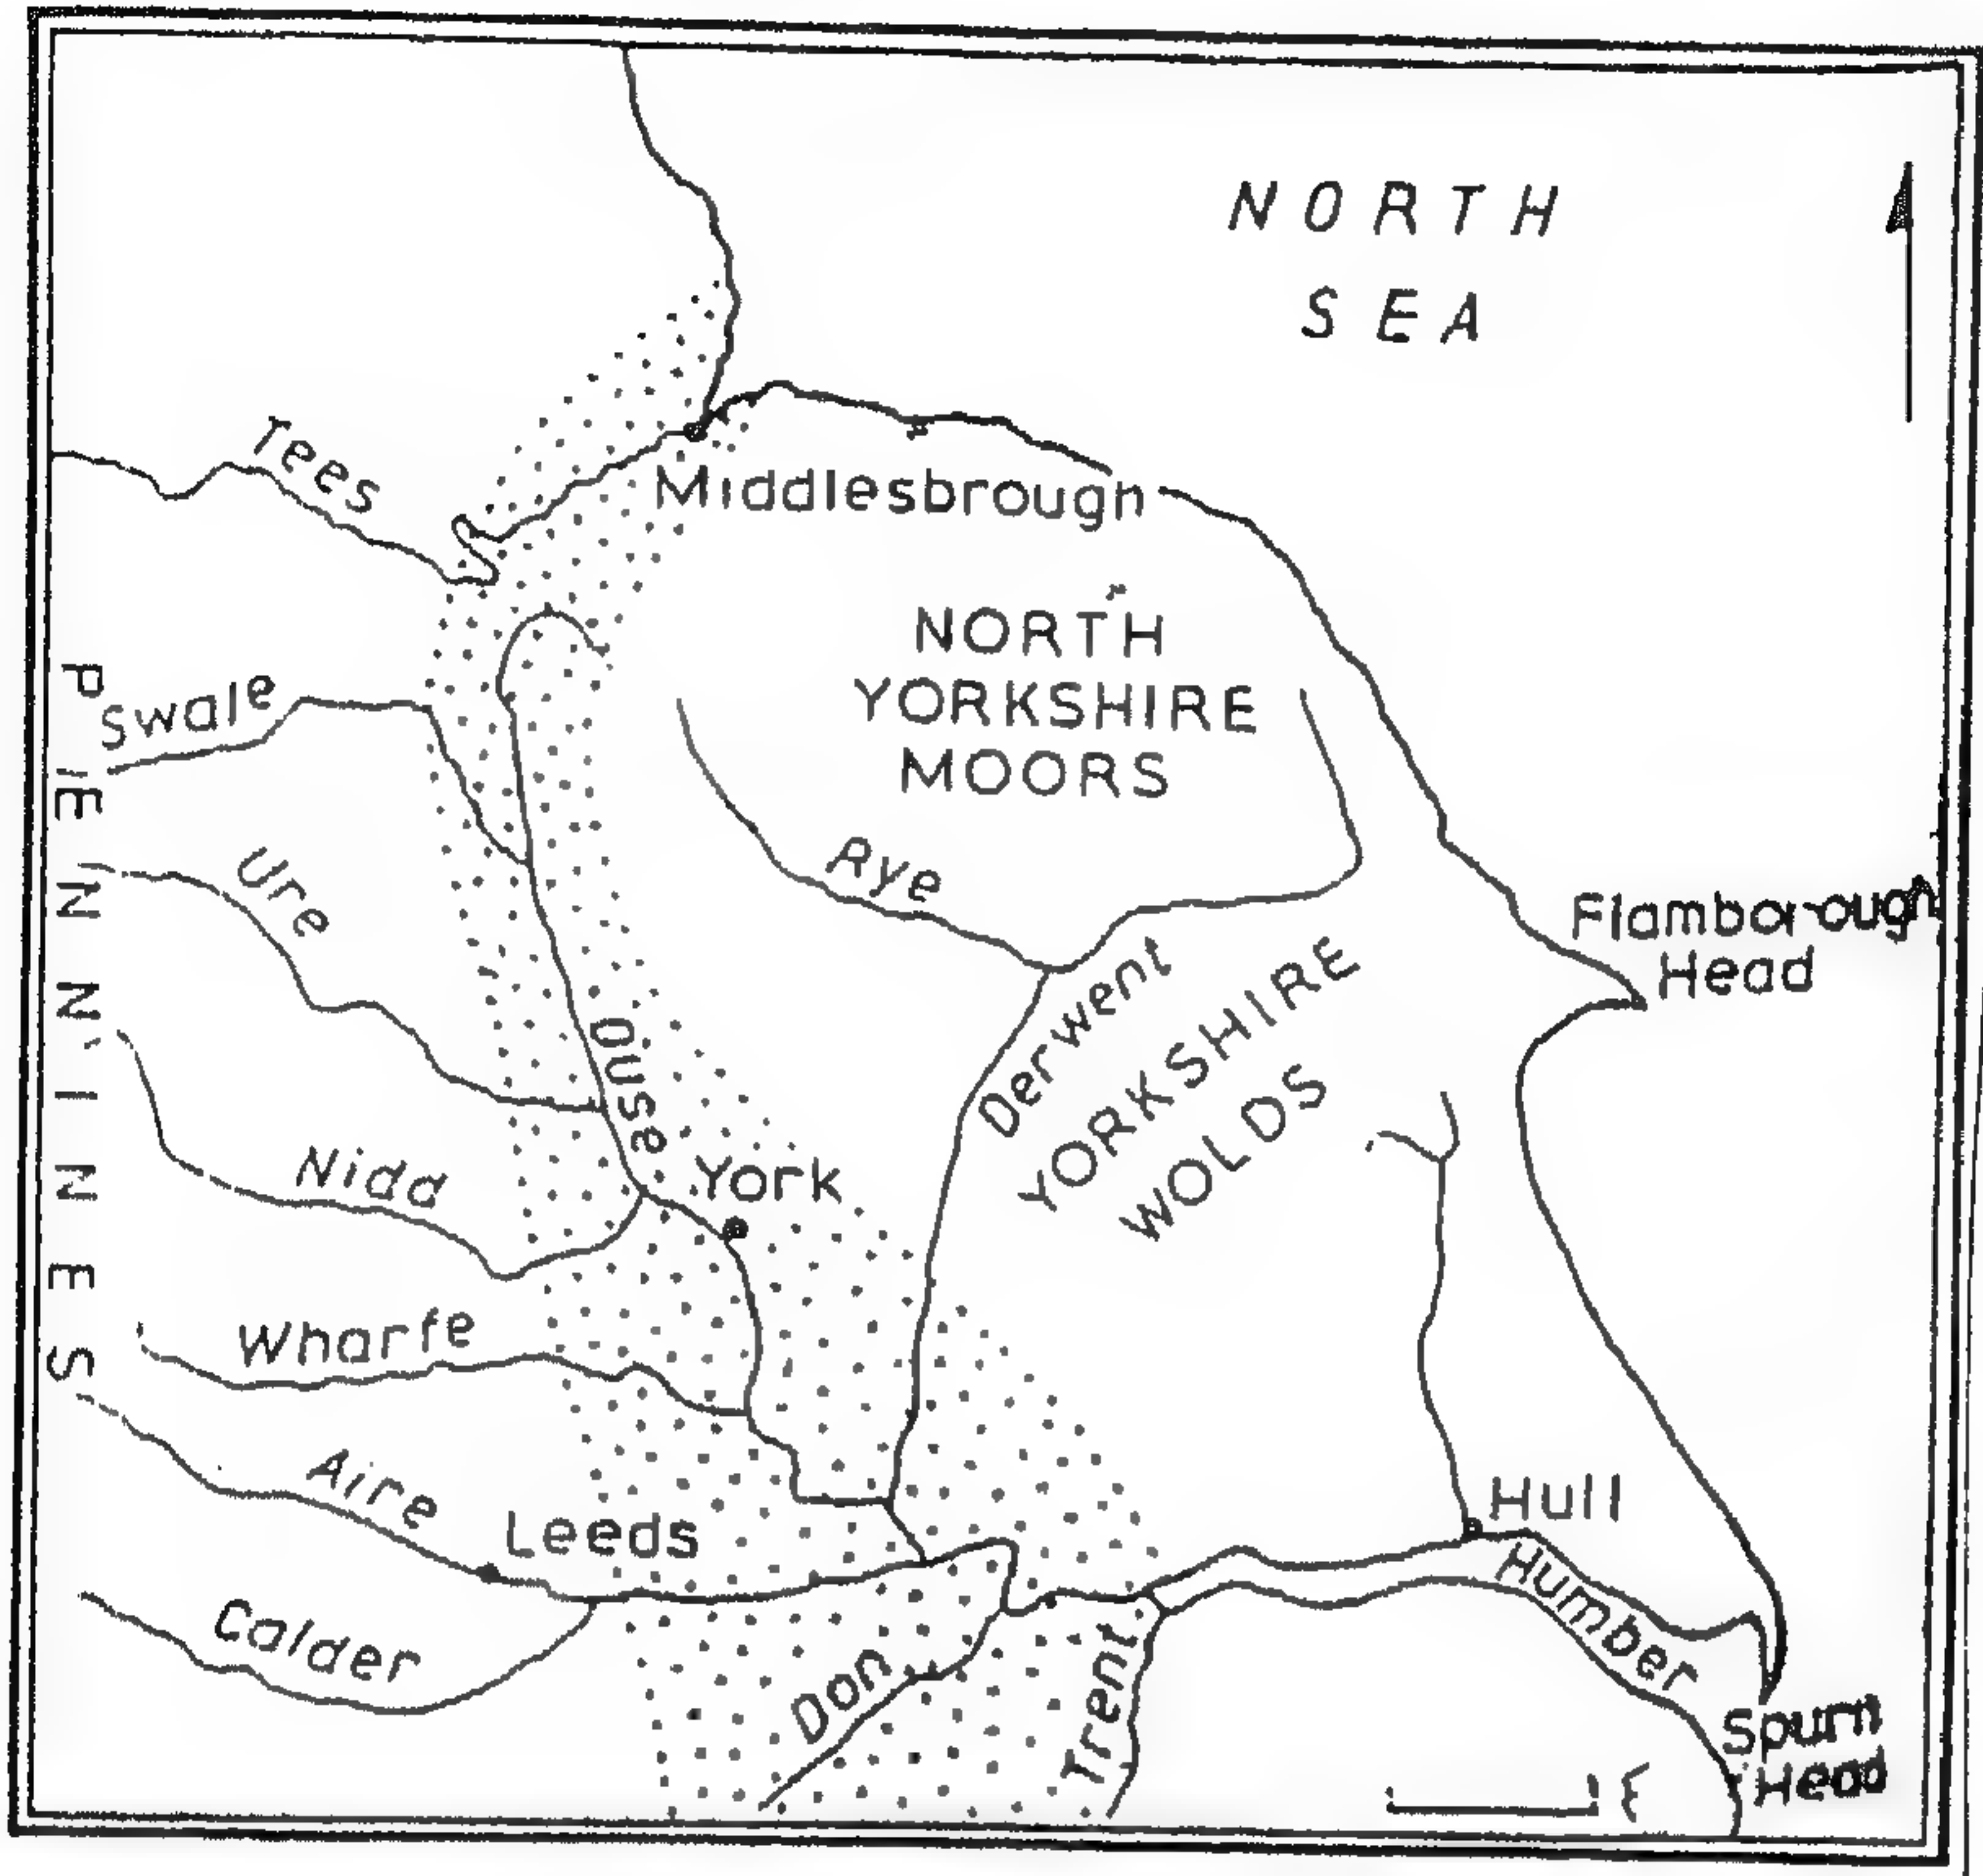 NORTH
SEA
Tees
Middlesbrough
NORTH
YORKSHIRE
MOORS
PENNINES
Swale
Ure
Rye
Flamborough
Head
Derwent
YORKSHIRE
WOLDS
Ouse
Nidd
York
Wharfe
Aire
Leeds
Hull
Humber
Calder
Don
Trent
Spurn
Head